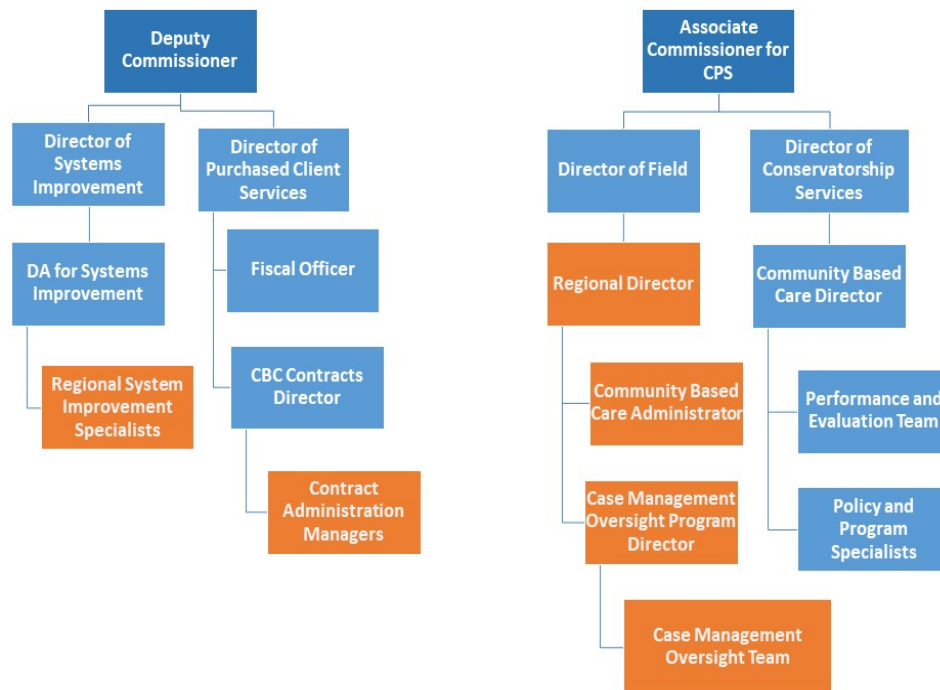 Deputy
Commissioner
Director of
Systems
Improvement
Director of
Purchased Client
Services
DA for Systems
Improvement
Fiscal Officer
Regional System
Improvement
Specialists
CBC Contracts
Director
Contract
Administration
Managers
Associate
Commissioner for
CPS
Director of Field
Director of
Conservatorship
Services
Regional Director
Community Based
Care Director
Community Based
Care Administrator
Performance and
Evaluation Team
Case Management
Oversight Program
Director
Policy and
Program
Specialists
Case Management
Oversight Team